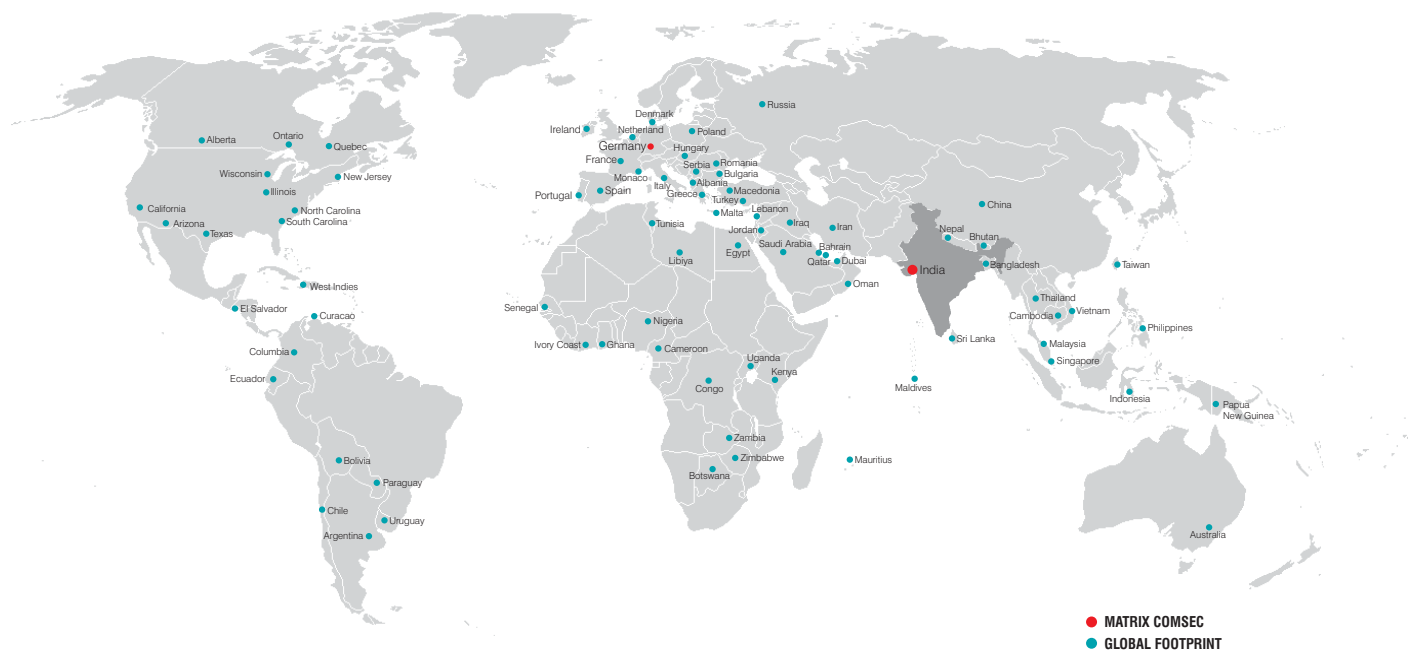 Russia
Denmark
Ireland
Netherland
Poland
Alberta
Ontario
Quebec
Germany
Hungary
France
Serbia
Romania
Wisconsin
New Jersey
Monaco
Italy
Bulgaria
Albania
Illinois
Portugal
Spain
Greece
Macedonia
Turkey
California
North Carolina
Lebanon
Malta
China
Arizona
South Carolina
Tunisia
Iraq
Iran
Texas
Jordan
Nepal
Bhutan
Saudi Arabia
Bahrain
Egypt
Libiya
Qatar
Dubai
India
Bangladesh
Taiwan
West Indies
Oman
El Salvador
Senegal
Thailand
Curacao
Nigeria
Cambodia
Vietnam
Philippines
Sri Lanka
Ivory Coast
Ghana
Cameroon
Malaysia
Columbia
Uganda
Singapore
Ecuador
Kenya
Congo
Maldives
Indonesia
Papua
New Guinea
Zambia
Bolivia
Zimbabwe
Mauritius
Botswana
Paraguay
Chile
Uruguay
Argentina
Australia
MATRIX COMSEC
GLOBAL FOOTPRINT